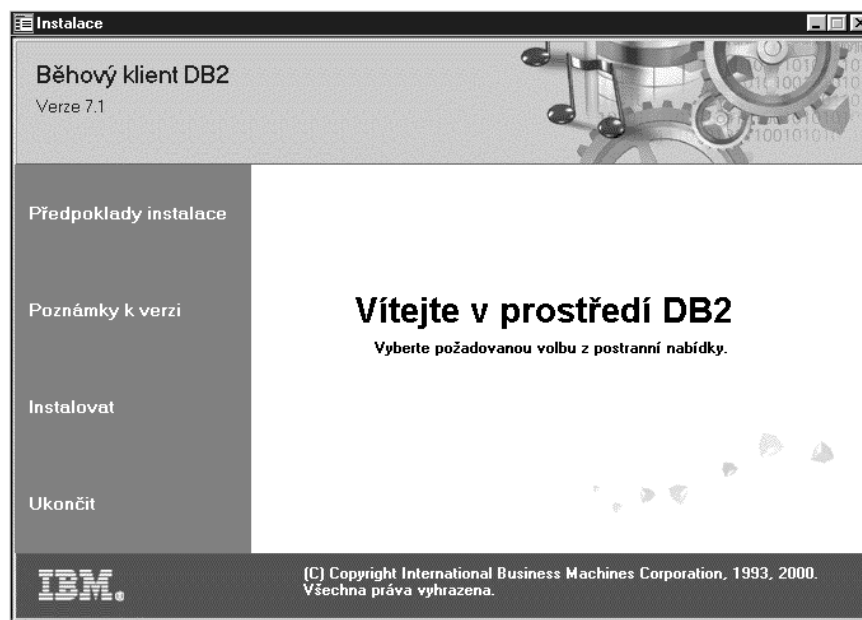 Instalace
Běhový klient DB2
Verze 7.1
Předpoklady instalace
Poznámky k verzi
Instalovat
Ukončit
Vítejte v prostředí DB2
Vyberte požadovanou volbu z postranní nabídky.
IBM.
(C) Copyright International Business Machines Corporation, 1993, 2000.
Všechna práva vyhrazena.